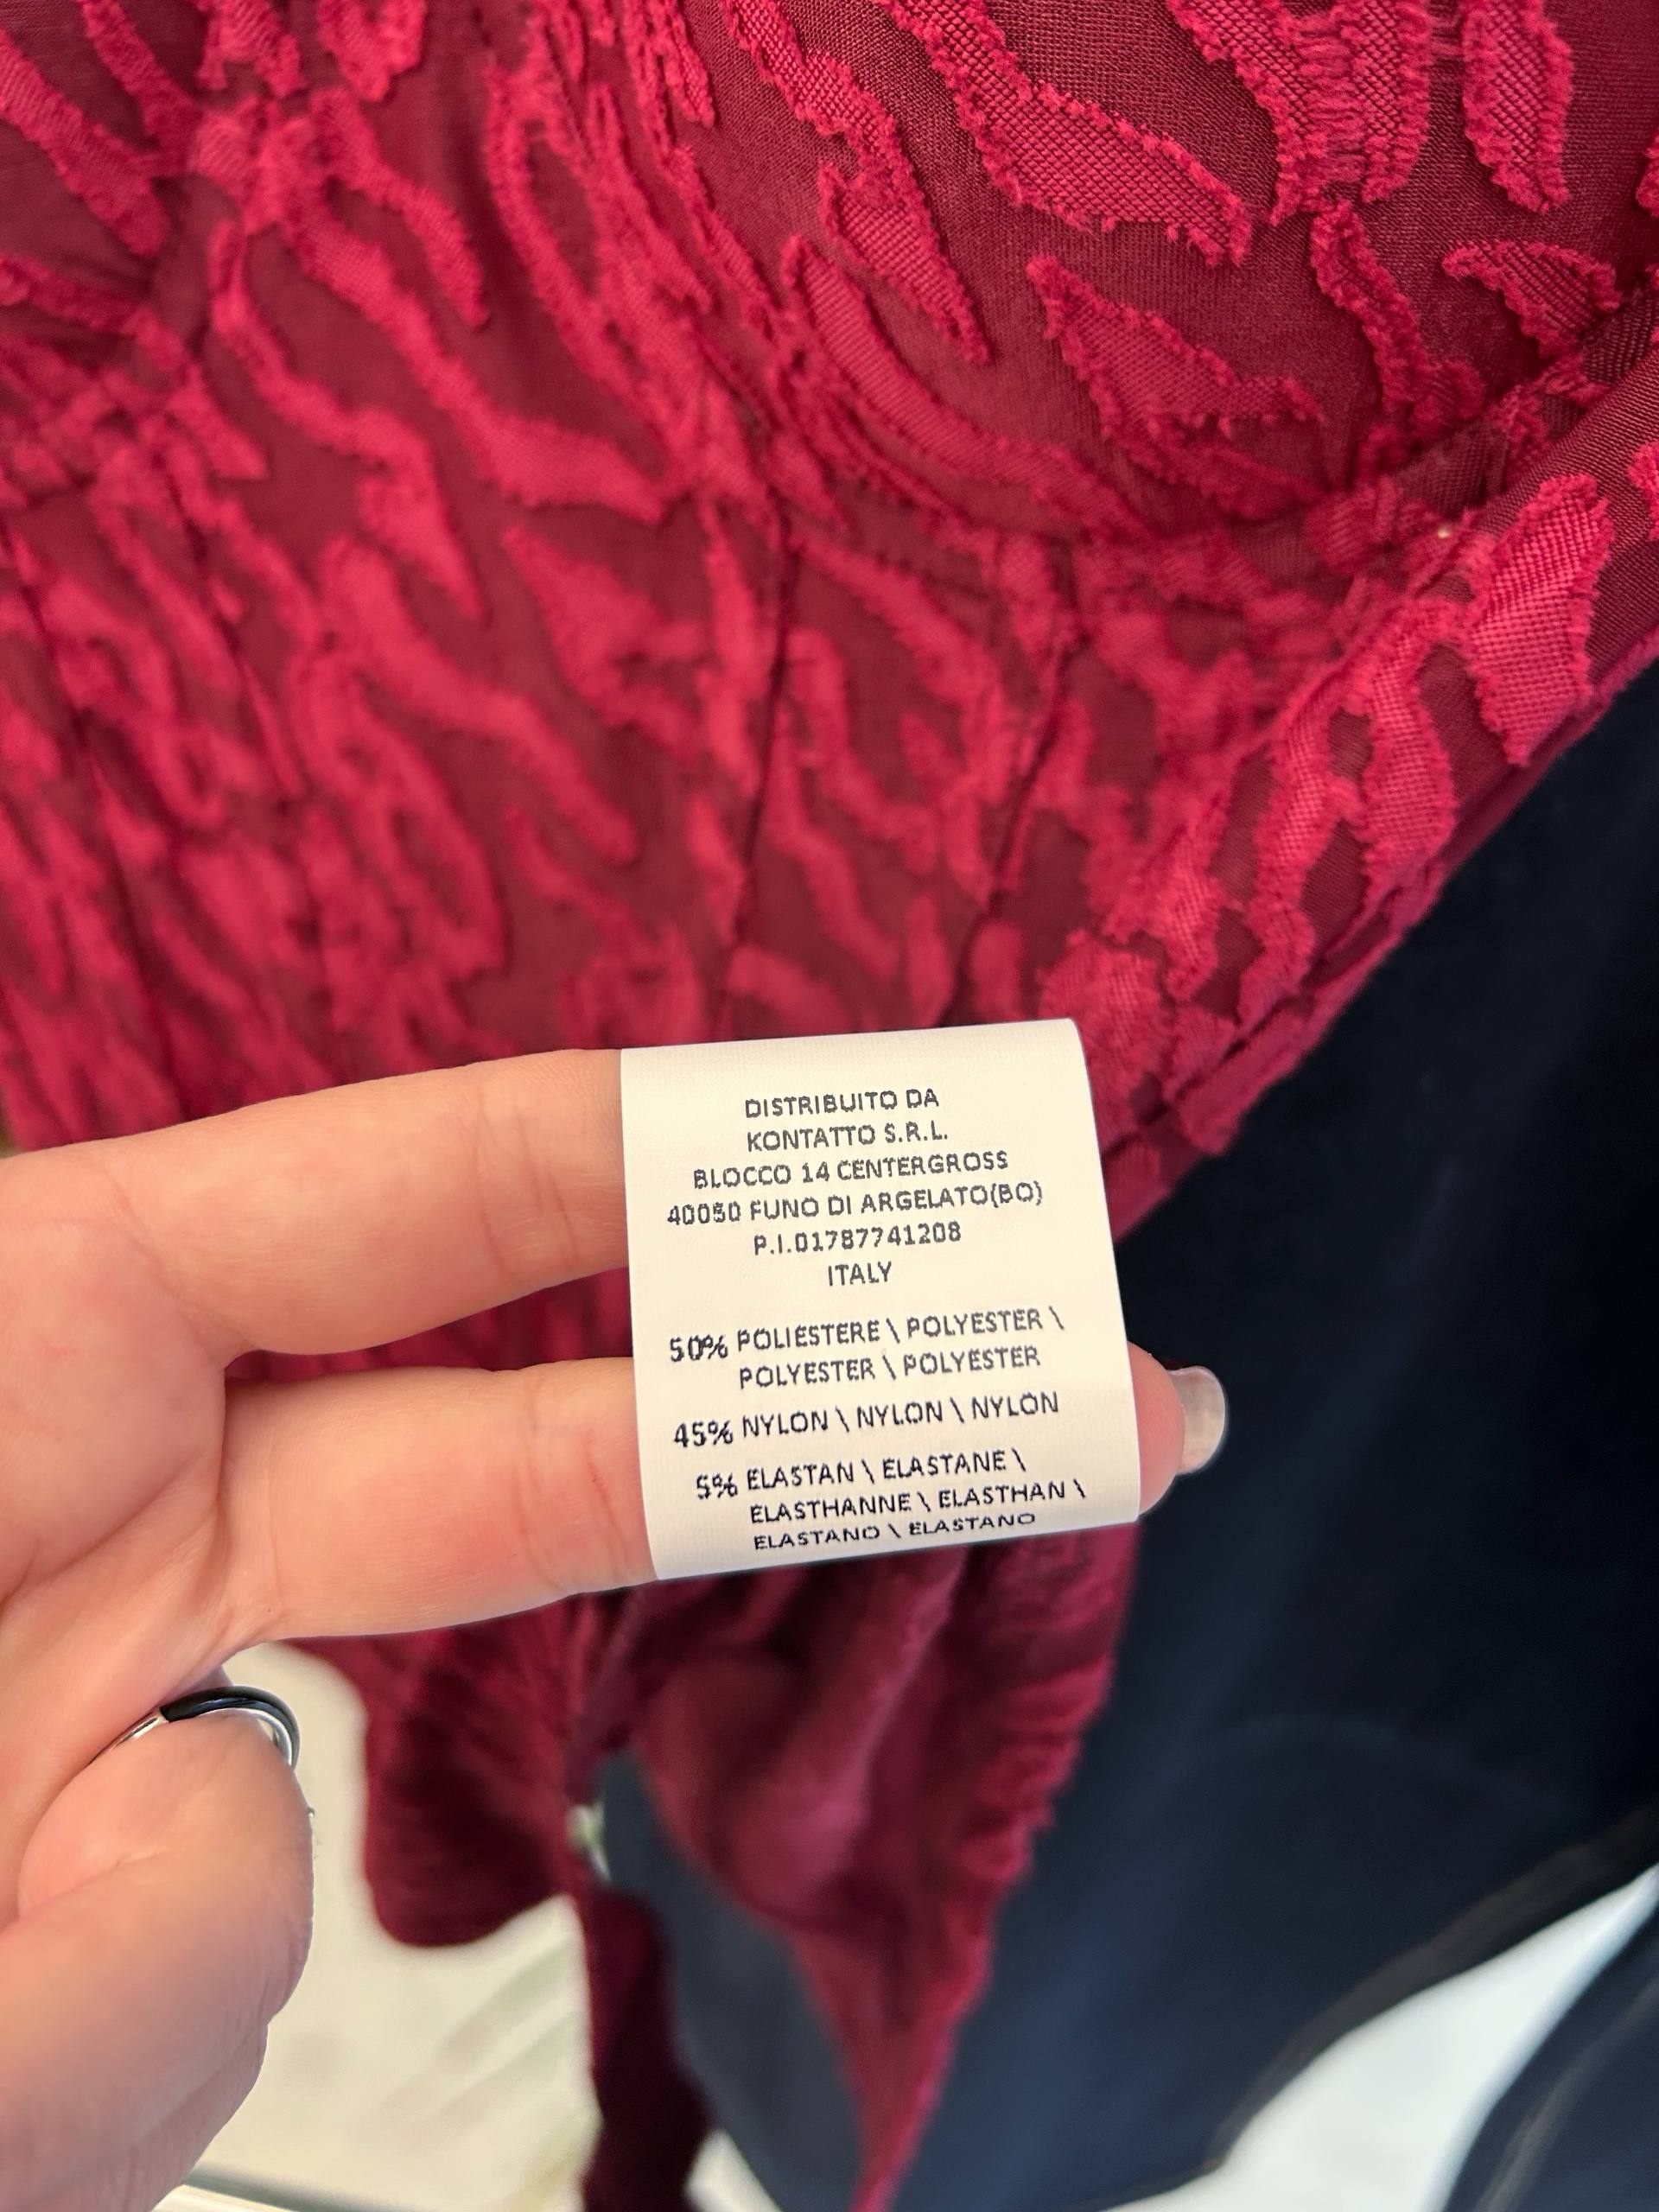 DISTRIBUITO DA
KONTATTO S.R.L.
BLOCCO 14 CENTERGROSS
40050 FUNO DI ARGELATO(BO)
P.I.01787741208
ITALY
50% POLIESTERE \ POLYESTER \
POLYESTER \ POLYESTER
45% NYLON \ NYLON \ NYLON
5% ELASTAN \ ELASTANE \
ELASTHANNE \ ELASTHAN \
ELASTANO \ ELASTANO